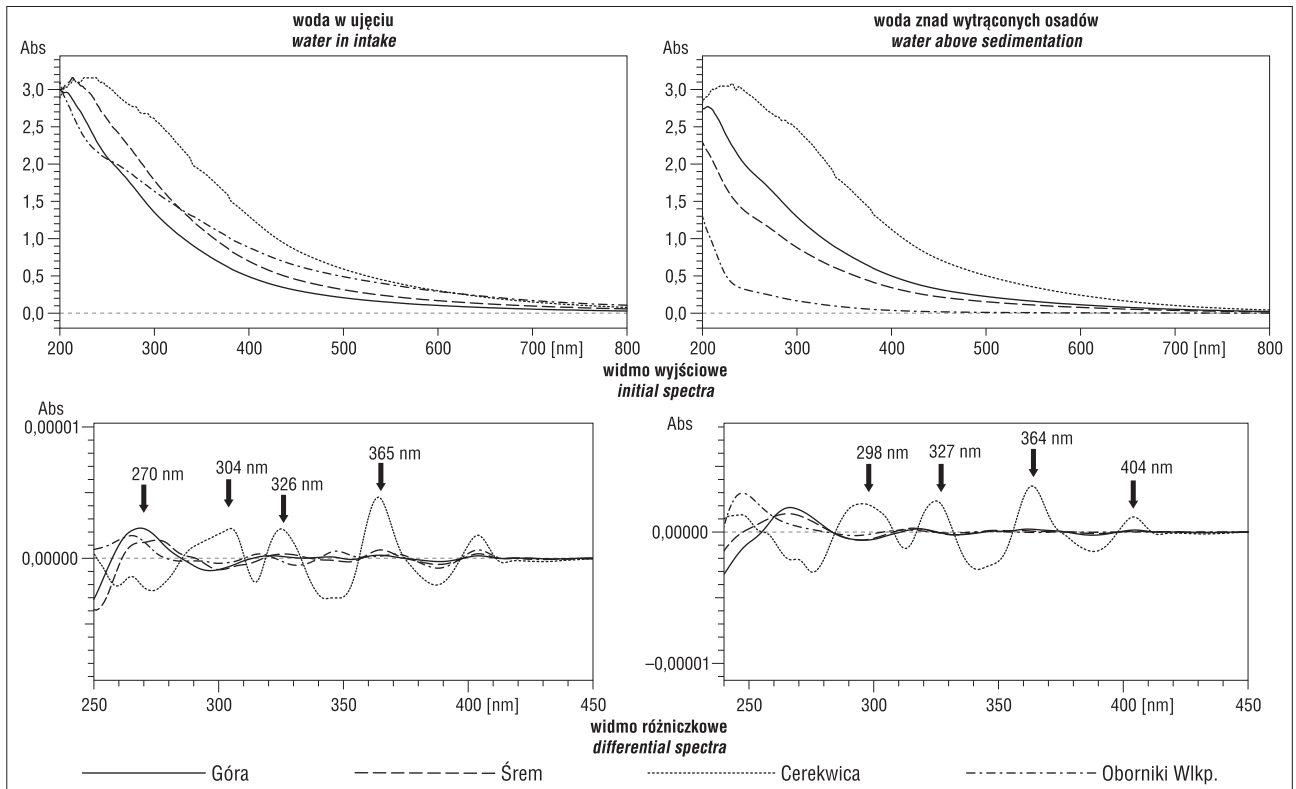 woda w ujęciu
water in intake
Abs
3,0
2,5
2,0
1,5
1,0
0,5
0,0
200 300 400 500 600 700 [nm] 800
woda znad wytrąconych osadów
water above sedimentation
Abs
3,0
2,5
2,0
1,5
1,0
0,5
0,0
200 300 400 500 600 700 [nm] 800
widmo wyjściowe
initial spectra
Abs
0,00001
0,00000
270 nm
304 nm
326 nm
365 nm
250 300 350 400 [nm] 450
Abs
0,00000
–0,00001
298 nm
327 nm
364 nm
404 nm
250 300 350 400 [nm] 450
widmo różniczkowe
differential spectra
Góra Śrem Cerekwica Oborniki Wlkp.